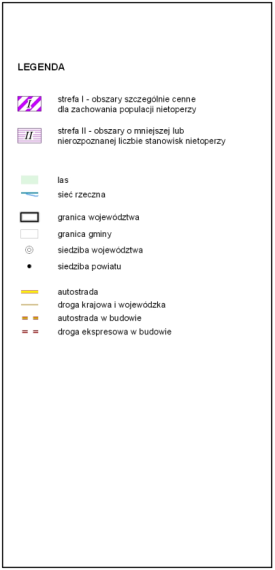 LEGENDA
I
strefa I - obszary szczególnie cenne
dla zachowania populacji nietoperzy
II
strefa II - obszary o mniejszej lub
nierozpoznanej liczbie stanowisk nietoperzy
las
sieć rzeczna
granica województwa
granica gminy
siedziba województwa
siedziba powiatu
autostrada
droga krajowa i wojewódzka
autostrada w budowie
droga ekspresowa w budowie